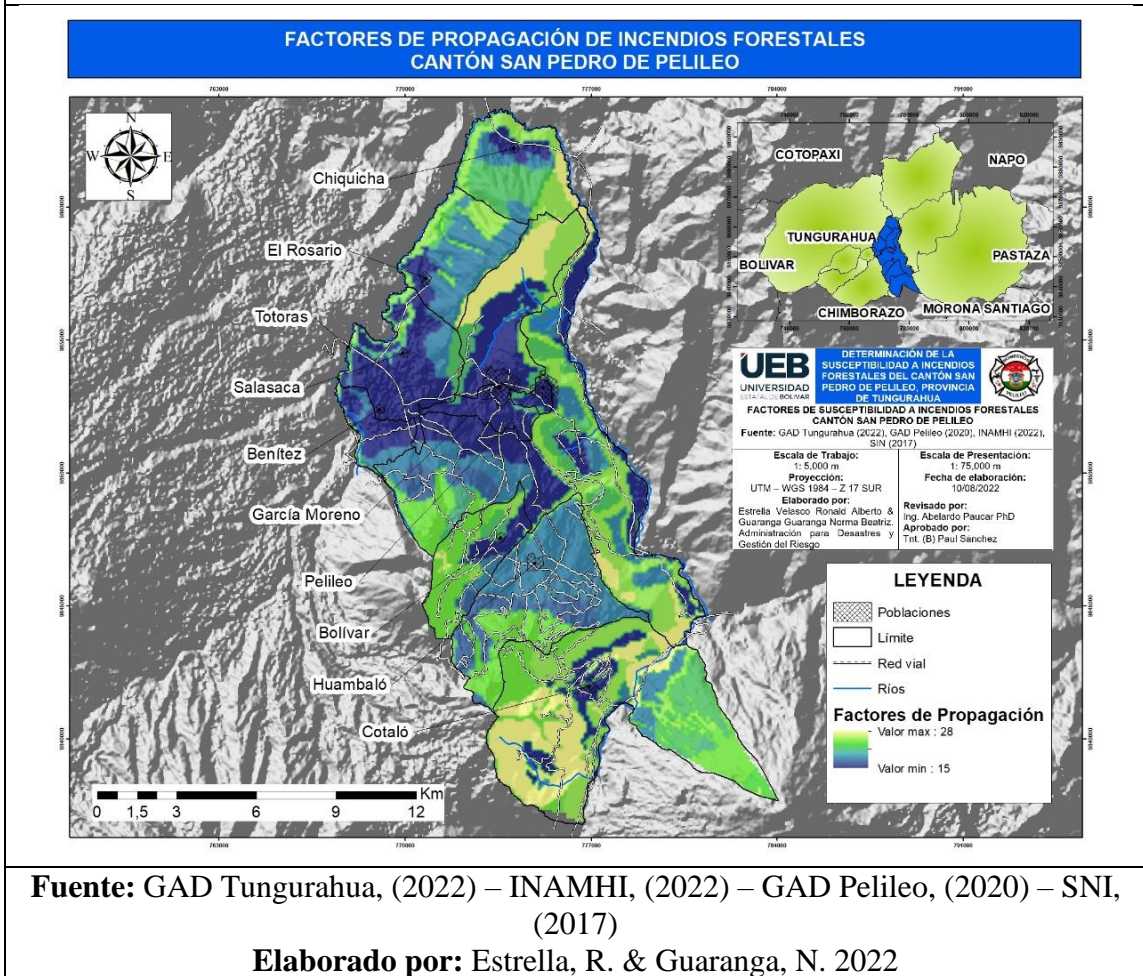 FACTORES DE PROPAGACIÓN DE INCENDIOS FORESTALES
CANTÓN SAN PEDRO DE PELILEO
763000
770000
777000
784000
791000
N
W
E
S
Chiquicha
El Rosario
Totoras
Salasaca
Benítez
García Moreno
Pelileo
Bolívar
Huambaló
Cotaló
COTOPAXI
NAPO
TUNGURAHUA
BOLIVAR
PASTAZA
CHIMBORAZO
MORONA SANTIAGO
UEB
UNIVERSIDAD
ESTATAL DE BOLIVAR
DETERMINACIÓN DE LA
SUSCEPTIBILIDAD A INCENDIOS
FORESTALES DEL CANTÓN SAN
PEDRO DE PELILEO, PROVINCIA
DE TUNGURAHUA
BOMBEROS
PELILEO
FACTORES DE SUSCEPTIBILIDAD A INCENDIOS FORESTALES
CANTÓN SAN PEDRO DE PELILEO
Fuente: GAD Tungurahua (2022), GAD Pelileo (2020), INAMHI (2022),
SIN (2017)
Escala de Trabajo:
1: 5,000 m
Proyección:
UTM – WGS 1984 – Z 17 SUR
Elaborado por:
Estrella Velasco Ronald Alberto &
Guaranga Guaranga Norma Beatriz.
Administración para Desastres y
Gestión del Riesgo
Escala de Presentación:
1: 75,000 m
Fecha de elaboración:
10/08/2022
Revisado por:
Ing. Abelardo Paucar PhD
Aprobado por:
Tnt. (B) Paul Sanchez
LEYENDA
Poblaciones
Límite
Red vial
Ríos
Factores de Propagación
Valor max : 28
Valor min : 15
Km
0 1,5 3 6 9 12
763000
770000
777000
784000
791000
Fuente: GAD Tungurahua, (2022) – INAMHI, (2022) – GAD Pelileo, (2020) – SNI,
(2017)
Elaborado por: Estrella, R. & Guaranga, N. 2022